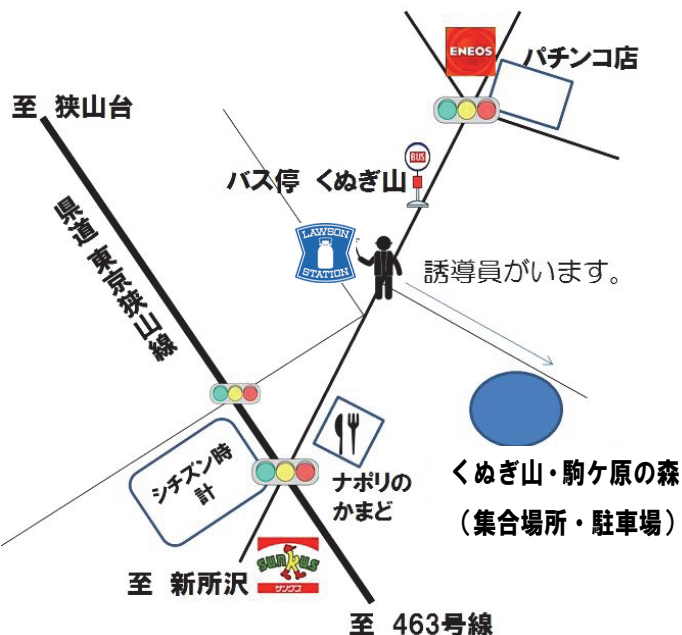 ENEOS
パチンコ店
至 狭山台
BUS
バス停 くぬぎ山
県道 東京狭山線
LAWSON
STATION
誘導員がいます。
シチズン時
計
ナポリの
かまど
くぬぎ山・駒ケ原の森
（集合場所・駐車場）
sunkus
サンクス
至 新所沢
至 463号線